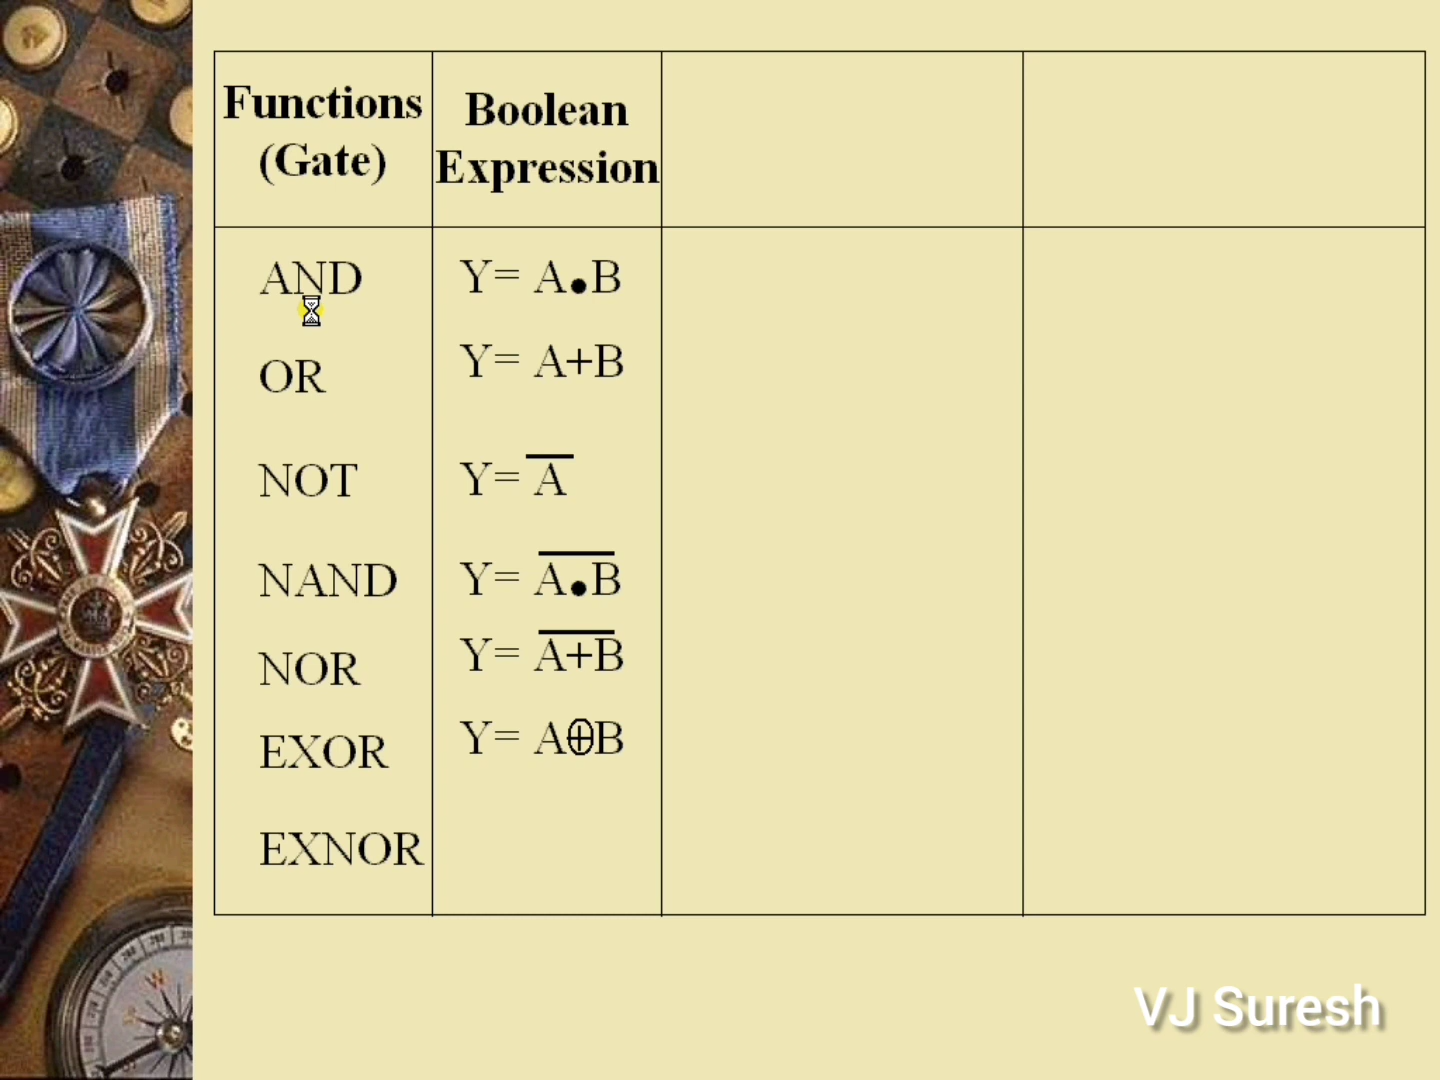 Functions
(Gate)
Boolean
Expression
AND
Y= A•B
OR
Y= A+B
NOT
Y= A̅
NAND
Y= A̅•̅B̅
NOR
Y= A̅+̅B̅
EXOR
Y= A⊕B
EXNOR
VJ Suresh